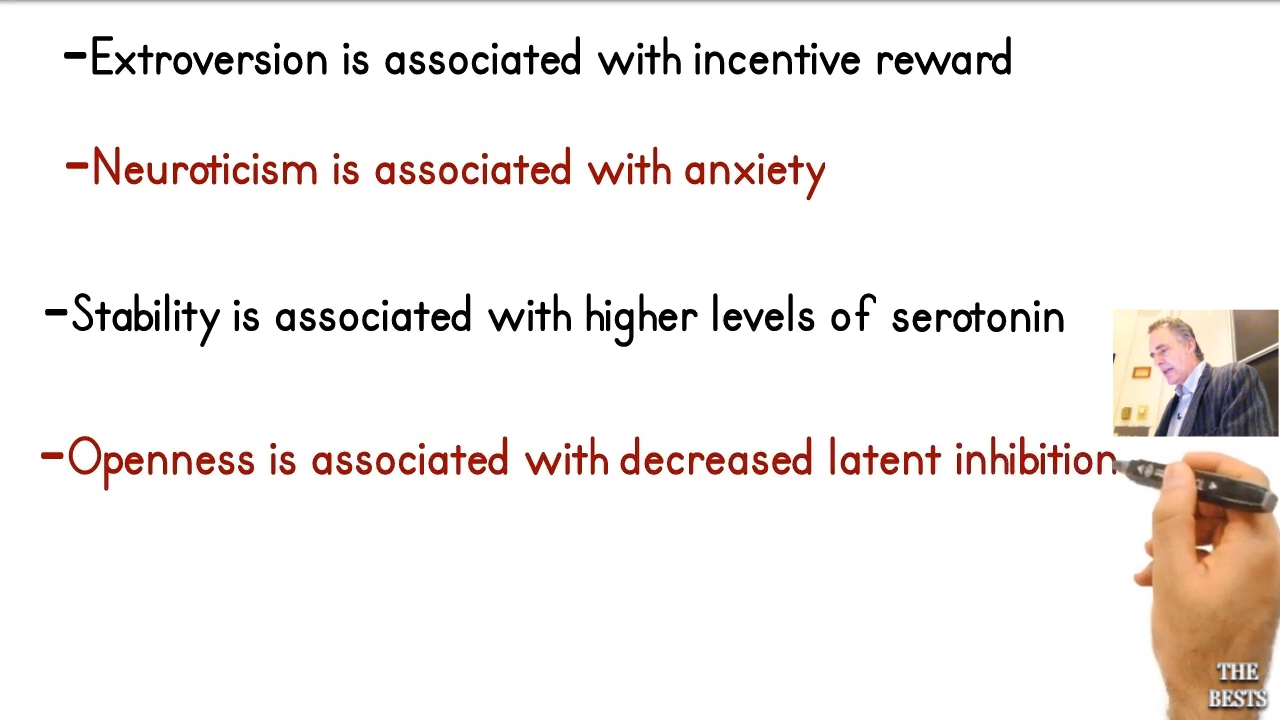 -Extroversion is associated with incentive reward
-Neuroticism is associated with anxiety
-Stability is associated with higher levels of serotonin
-Openness is associated with decreased latent inhibition
THE
BESTS